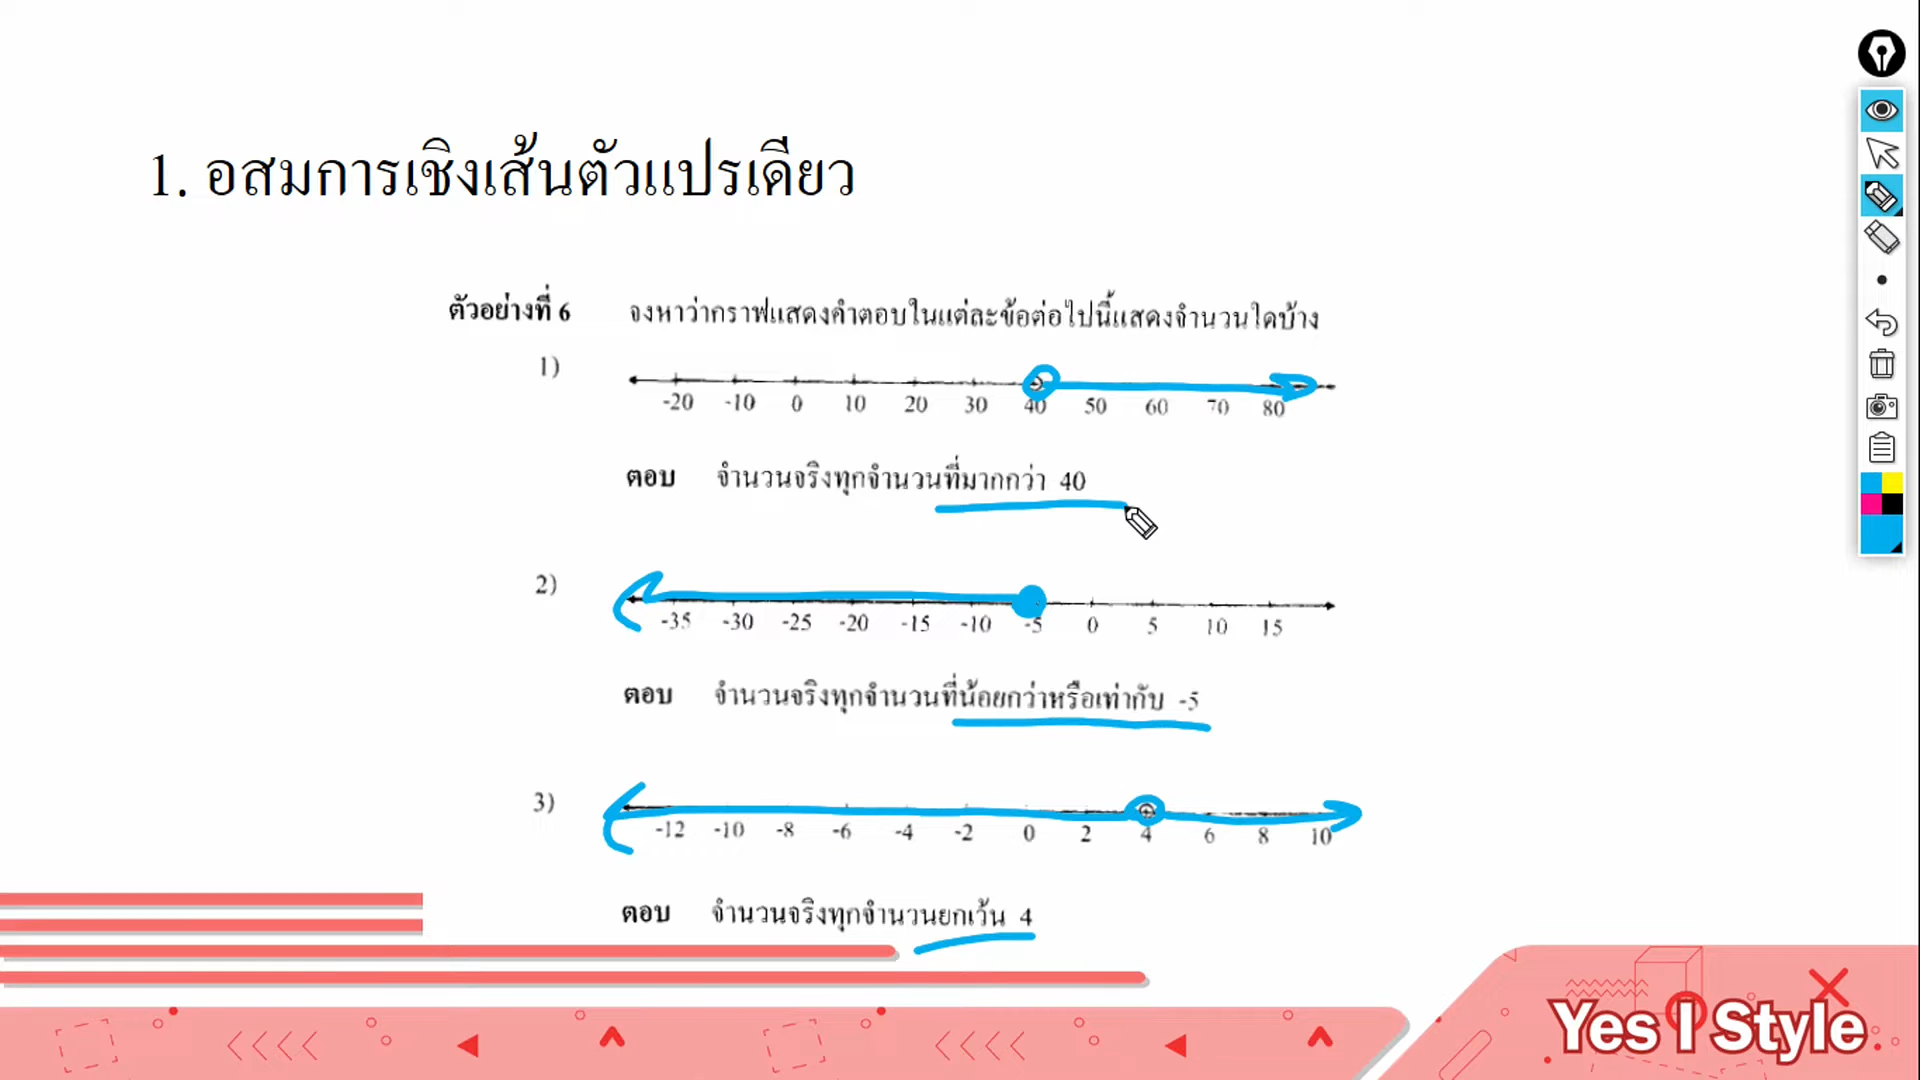 1. อสมการเชิงเส้นตัวแปรเดียว
ตัวอย่างที่ 6 จงหาว่ากราฟแสดงคำตอบในแต่ละข้อต่อไปนี้แสดงจำนวนใดบ้าง
1)
-20 -10 0 10 20 30 40 50 60 70 80
ตอบ จำนวนจริงทุกจำนวนที่มากกว่า 40
2)
-35 -30 -25 -20 -15 -10 -5 0 5 10 15
ตอบ จำนวนจริงทุกจำนวนที่น้อยกว่าหรือเท่ากับ -5
3)
-12 -10 -8 -6 -4 -2 0 2 4 6 8 10
ตอบ จำนวนจริงทุกจำนวนยกเว้น 4
Yes I Style